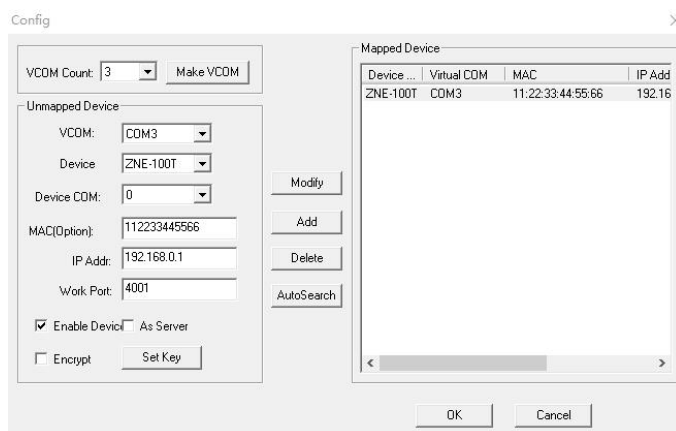 Config
VCOM Count: 3 Make VCOM
Unmapped Device
VCOM: COM3
Device ZNE-100T
Device COM: 0
MAC(Option): 112233445566
IP Addr: 192.168.0.1
Work Port: 4001
Enable Devic As Server
Encrypt Set Key
Modify
Add
Delete
AutoSearch
Mapped Device
Device ... Virtual COM MAC IP Add
ZNE-100T COM3 11:22:33:44:55:66 192.16
OK Cancel